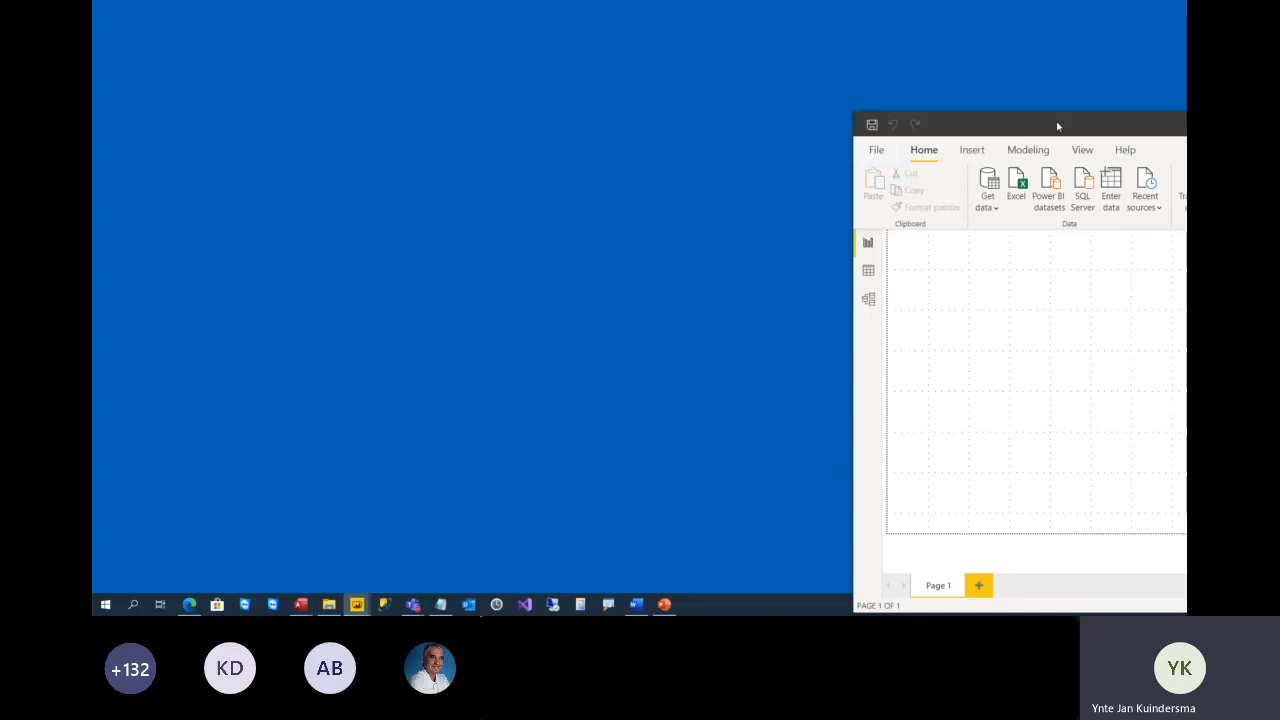 File Home Insert Modeling View Help
Paste
Cut
Copy
Format painter
Clipboard
Get data
Excel
Power BI datasets
SQL Server
Enter data
Recent sources
Data
Page 1
PAGE 1 OF 1
+132
KD
AB
YK
Ynte Jan Kuindersma